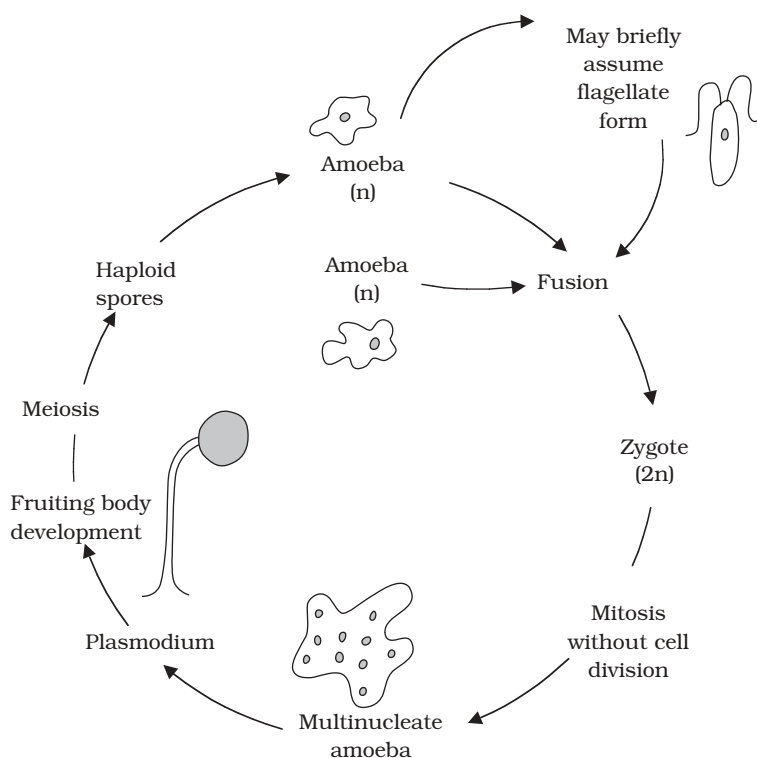 May briefly
assume
flagellate
form
Amoeba
(n)
Amoeba
(n)
Fusion
Haploid
spores
Meiosis
Zygote
(2n)
Fruiting body
development
Mitosis
without cell
division
Plasmodium
Multinucleate
amoeba